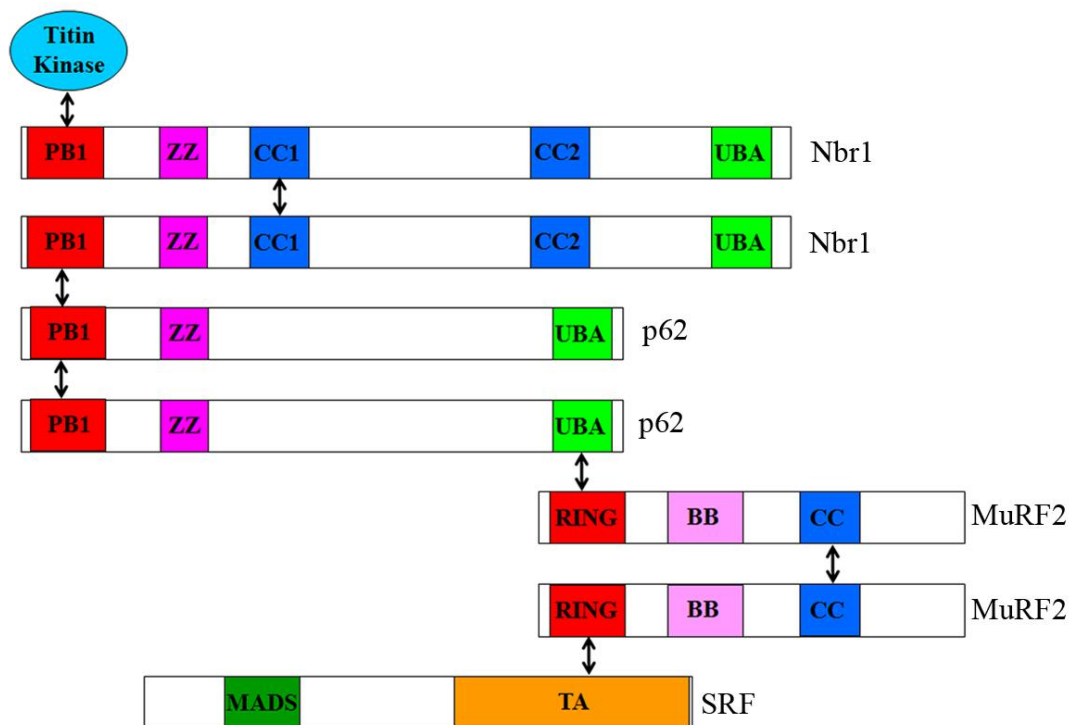 Titin
Kinase
PB1 ZZ CC1 CC2 UBA Nbr1
PB1 ZZ CC1 CC2 UBA Nbr1
PB1 ZZ UBA p62
PB1 ZZ UBA p62
RING BB CC MuRF2
RING BB CC MuRF2
MADS TA SRF